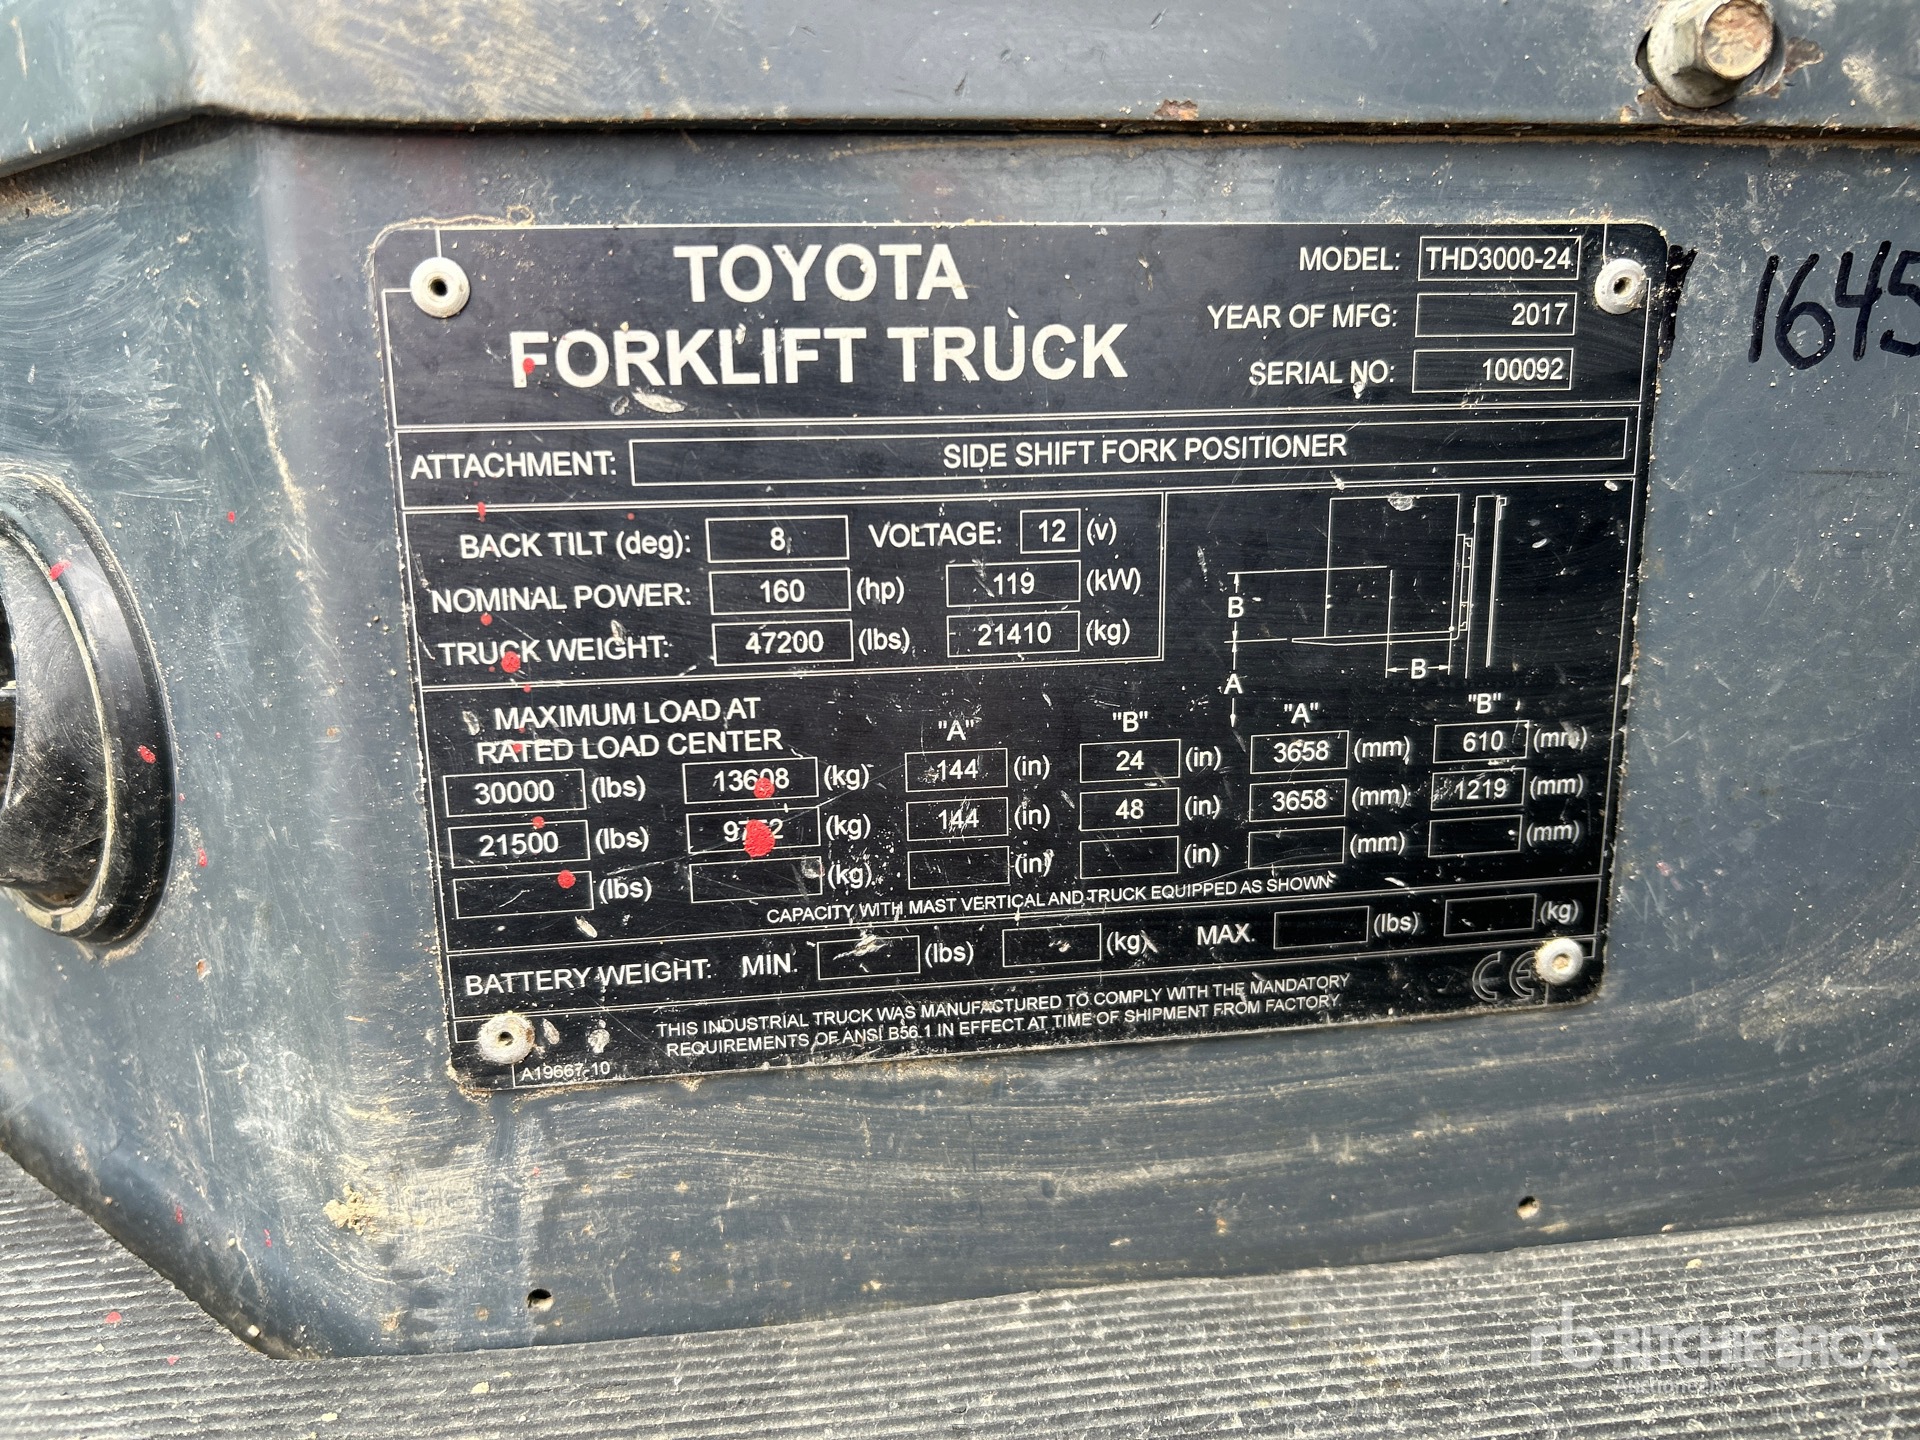 TOYOTA
FORKLIFT TRUCK
MODEL: THD3000-24
YEAR OF MFG: 2017
SERIAL NO: 100092
1645
ATTACHMENT: SIDE SHIFT FORK POSITIONER
BACK TILT (deg): 8 VOLTAGE: 12 (v)
NOMINAL POWER: 160 (hp) 119 (kW)
TRUCK WEIGHT: 47200 (lbs) 21410 (kg)
B
B
A
MAXIMUM LOAD AT
RATED LOAD CENTER "A" "B" "A" "B"
30000 (lbs) 13608 (kg) 144 (in) 24 (in) 3658 (mm) 610 (mm)
21500 (lbs) 9752 (kg) 144 (in) 48 (in) 3658 (mm) 1219 (mm)
(lbs) (kg) (in) (in) (mm) (mm)
CAPACITY WITH MAST VERTICAL AND TRUCK EQUIPPED AS SHOWN
BATTERY WEIGHT: MIN. (lbs) (kg) MAX. (lbs) (kg)
THIS INDUSTRIAL TRUCK WAS MANUFACTURED TO COMPLY WITH THE MANDATORY
REQUIREMENTS OF ANSI B56.1 IN EFFECT AT TIME OF SHIPMENT FROM FACTORY.
CE
A19667-10
rb RITCHIE BROS.
Auctioneers